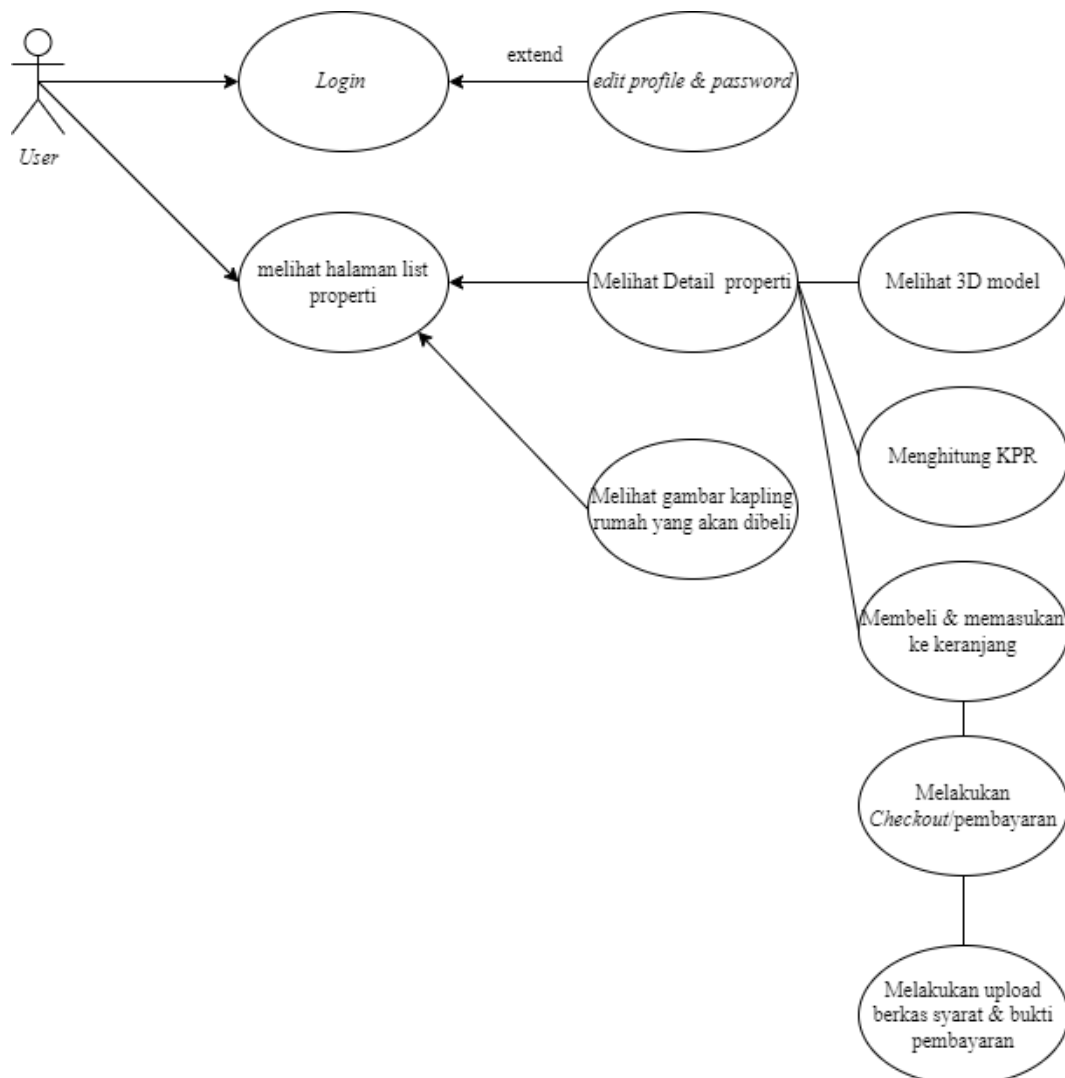 extend
Login
edit profile & password
User
melihat halaman list
properti
Melihat Detail  properti
Melihat 3D model
Menghitung KPR
Melihat gambar kapling
rumah yang akan dibeli
Membeli & memasukan
ke keranjang
Melakukan
Checkout/pembayaran
Melakukan upload
berkas syarat & bukti
pembayaran